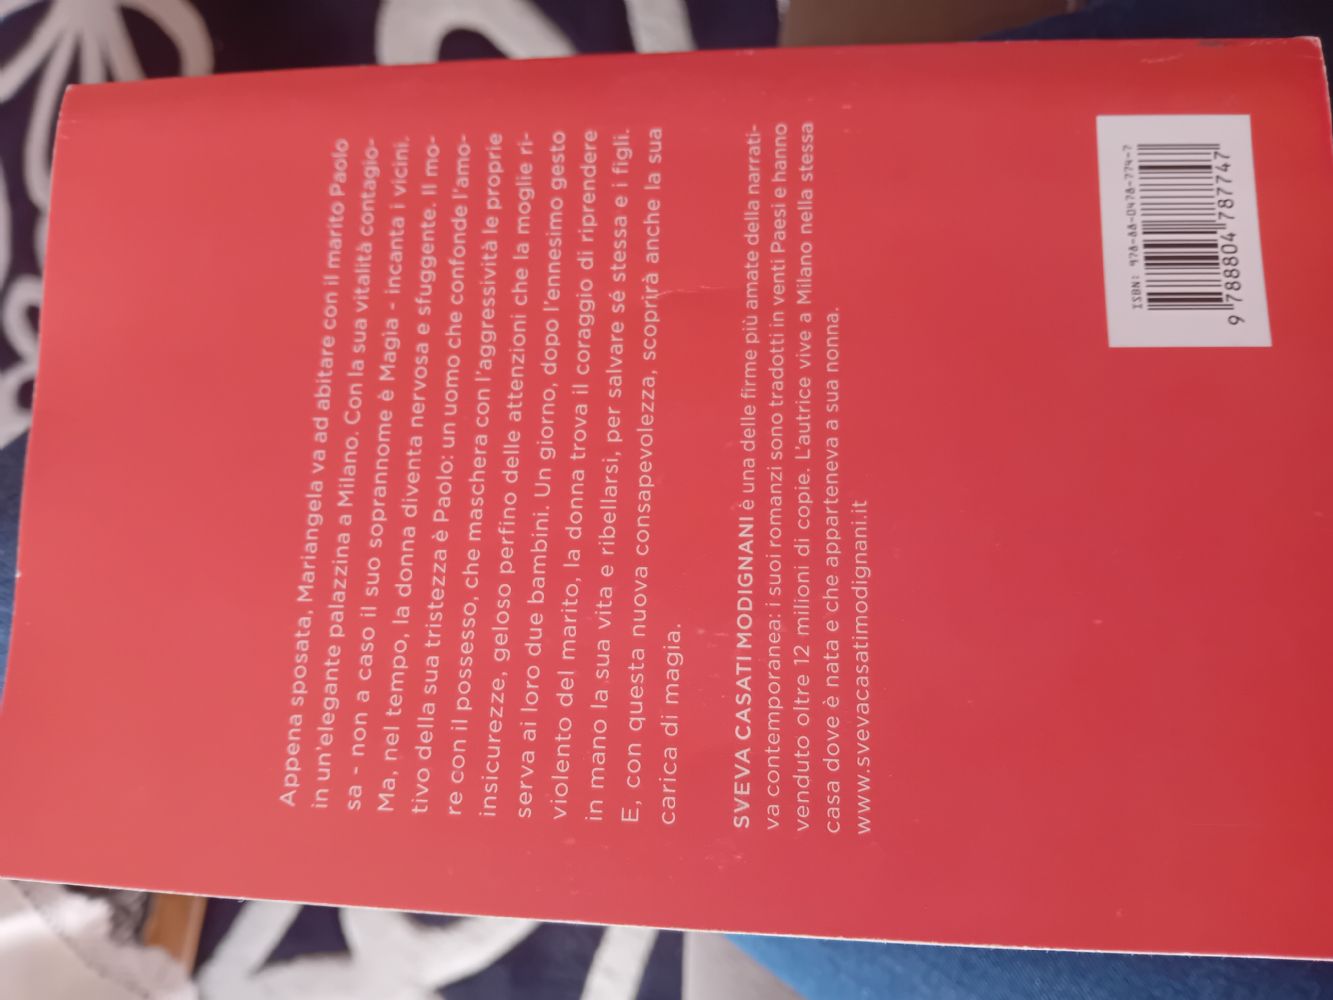 Appena sposata, Mariangela va ad abitare con il marito Paolo
in un'elegante palazzina a Milano. Con la sua vitalità contagio-
sa - non a caso il suo soprannome è Magia - incanta i vicini.
Ma, nel tempo, la donna diventa nervosa e sfuggente. Il mo-
tivo della sua tristezza è Paolo: un uomo che confonde l'amo-
re con il possesso, che maschera con l'aggressività le proprie
insicurezze, geloso perfino delle attenzioni che la moglie ri-
serva ai loro due bambini. Un giorno, dopo l'ennesimo gesto
violento del marito, la donna trova il coraggio di riprendere
in mano la sua vita e ribellarsi, per salvare sé stessa e i figli.
E, con questa nuova consapevolezza, scoprirà anche la sua
carica di magia.
SVEVA CASATI MODIGNANI è una delle firme più amate della narrati-
va contemporanea: i suoi romanzi sono tradotti in venti Paesi e hanno
venduto oltre 12 milioni di copie. L'autrice vive a Milano nella stessa
casa dove è nata e che apparteneva a sua nonna.
www.svevacasatimodignani.it
ISBN: 978-88-0478-774-7
9 788804 787747